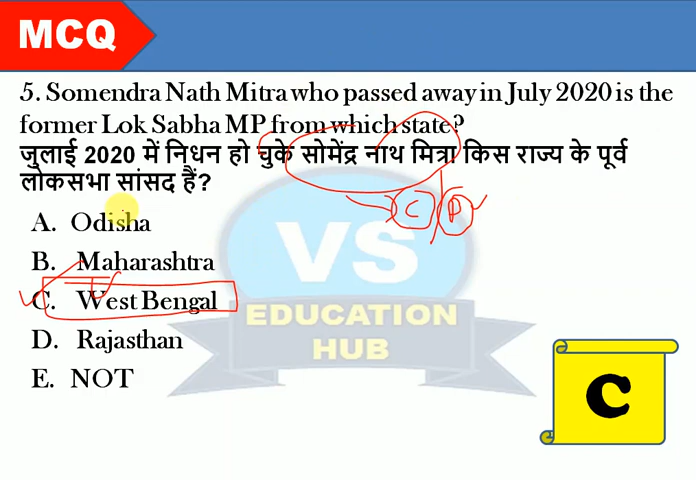 MCQ
5. Somendra Nath Mitra who passed away in July 2020 is the
former Lok Sabha MP from which state?
जुलाई 2020 में निधन हो चुके सोमेंद्र नाथ मित्रा किस राज्य के पूर्व
लोकसभा सांसद हैं?
C P
A. Odisha
B. Maharashtra
C. West Bengal
D. Rajasthan
E. NOT
VS
EDUCATION
HUB
C